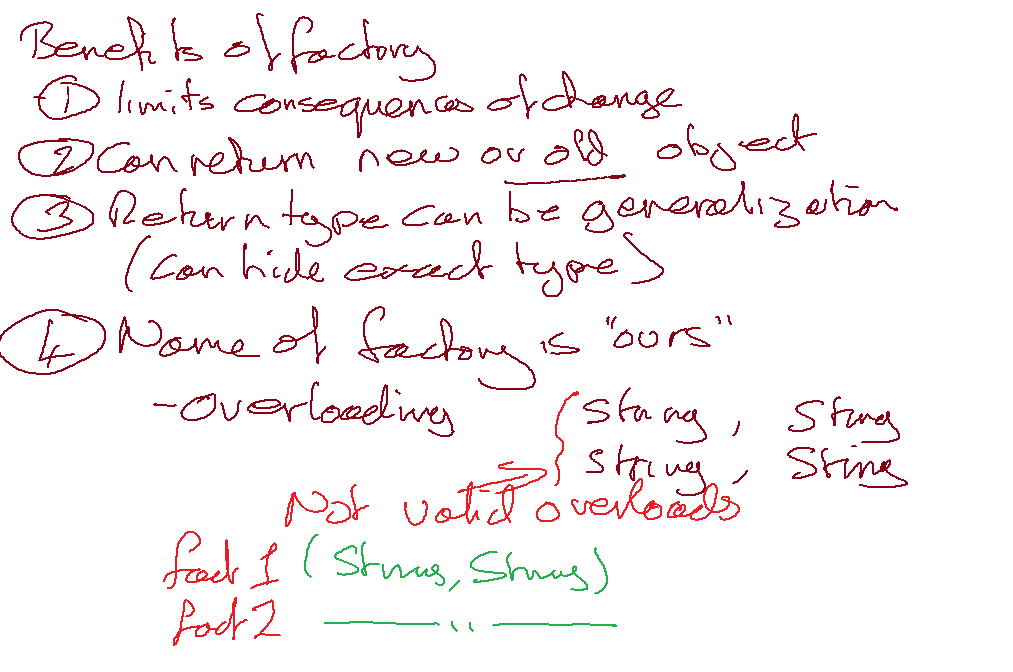 Benefits of factory
① limits consequences of change
② Can return new or old object
③ Return type can be generalization
(can hide exact type)
④ Name of factory is "ours"
- Overloading
String, String
String, String
Not valid overloads
fact 1 (String, String)
fact 2 —— " ——